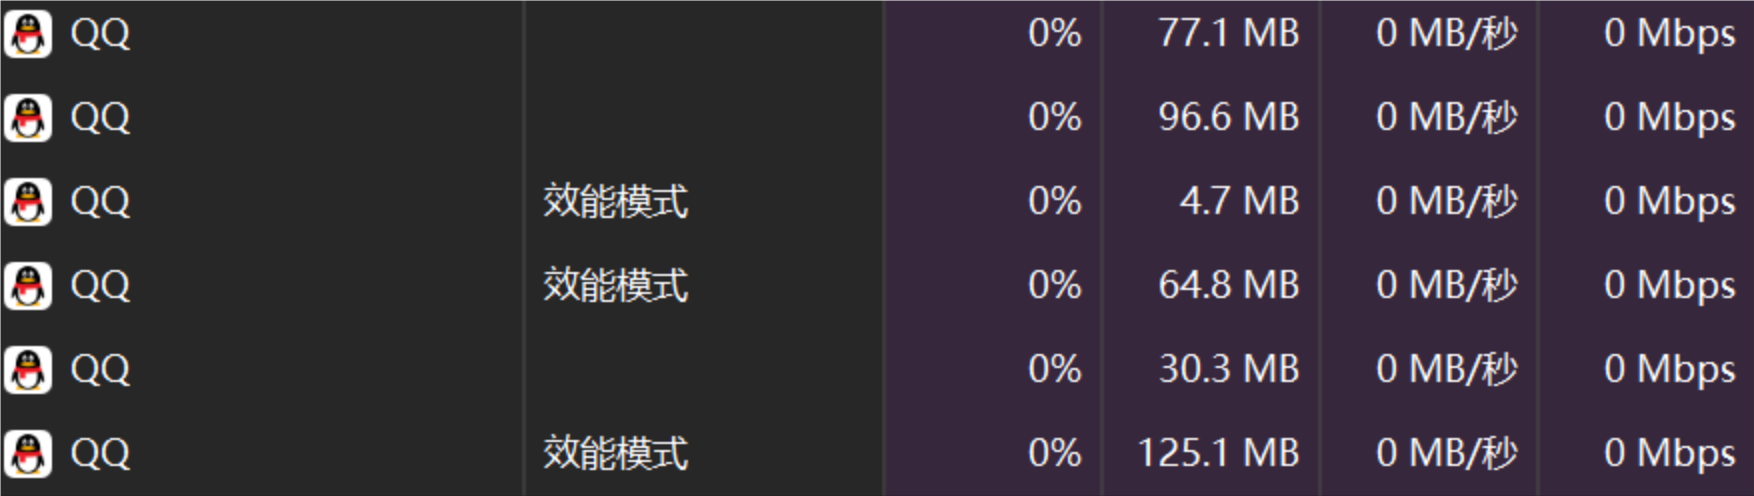 QQ 0% 77.1 MB 0 MB/秒 0 Mbps
QQ 0% 96.6 MB 0 MB/秒 0 Mbps
QQ 效能模式 0% 4.7 MB 0 MB/秒 0 Mbps
QQ 效能模式 0% 64.8 MB 0 MB/秒 0 Mbps
QQ 0% 30.3 MB 0 MB/秒 0 Mbps
QQ 效能模式 0% 125.1 MB 0 MB/秒 0 Mbps